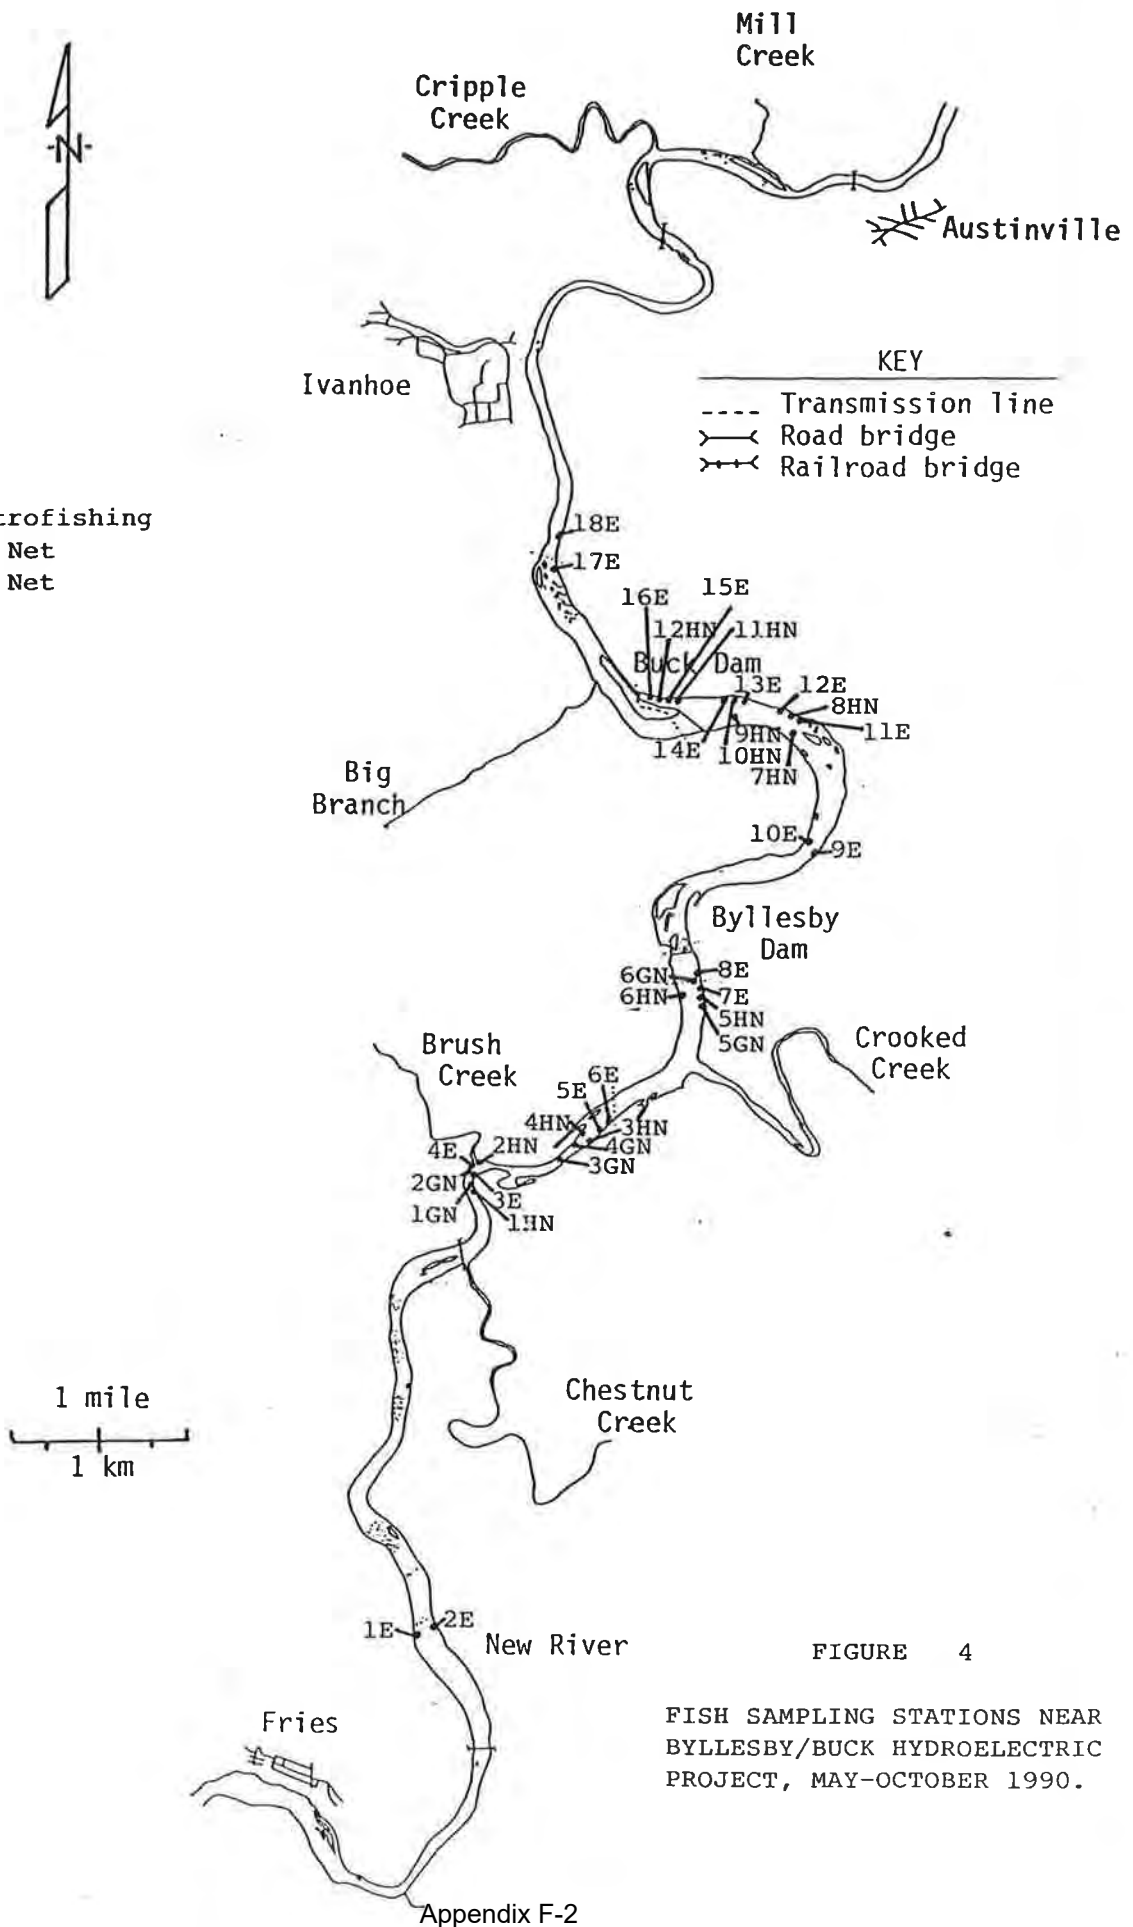 Mill
Creek
Cripple
Creek
-N-
Austinville
Ivanhoe
KEY
Transmission line
Road bridge
Railroad bridge
trofishing
Net
Net
18E
17E
16E
15E
12HN
11HN
Buck Dam
13E
12E
8HN
11E
9HN
14E
10HN
7HN
Big
Branch
10E
9E
Byllesby
Dam
6GN
8E
6HN
7E
5HN
5GN
Crooked
Creek
Brush
Creek
6E
5E
4HN
3HN
4GN
3GN
4E
2HN
2GN
3E
1GN
1HN
1 mile
1 km
Chestnut
Creek
1E
2E
New River
Fries
FIGURE 4
FISH SAMPLING STATIONS NEAR
BYLLESBY/BUCK HYDROELECTRIC
PROJECT, MAY-OCTOBER 1990.
Appendix F-2